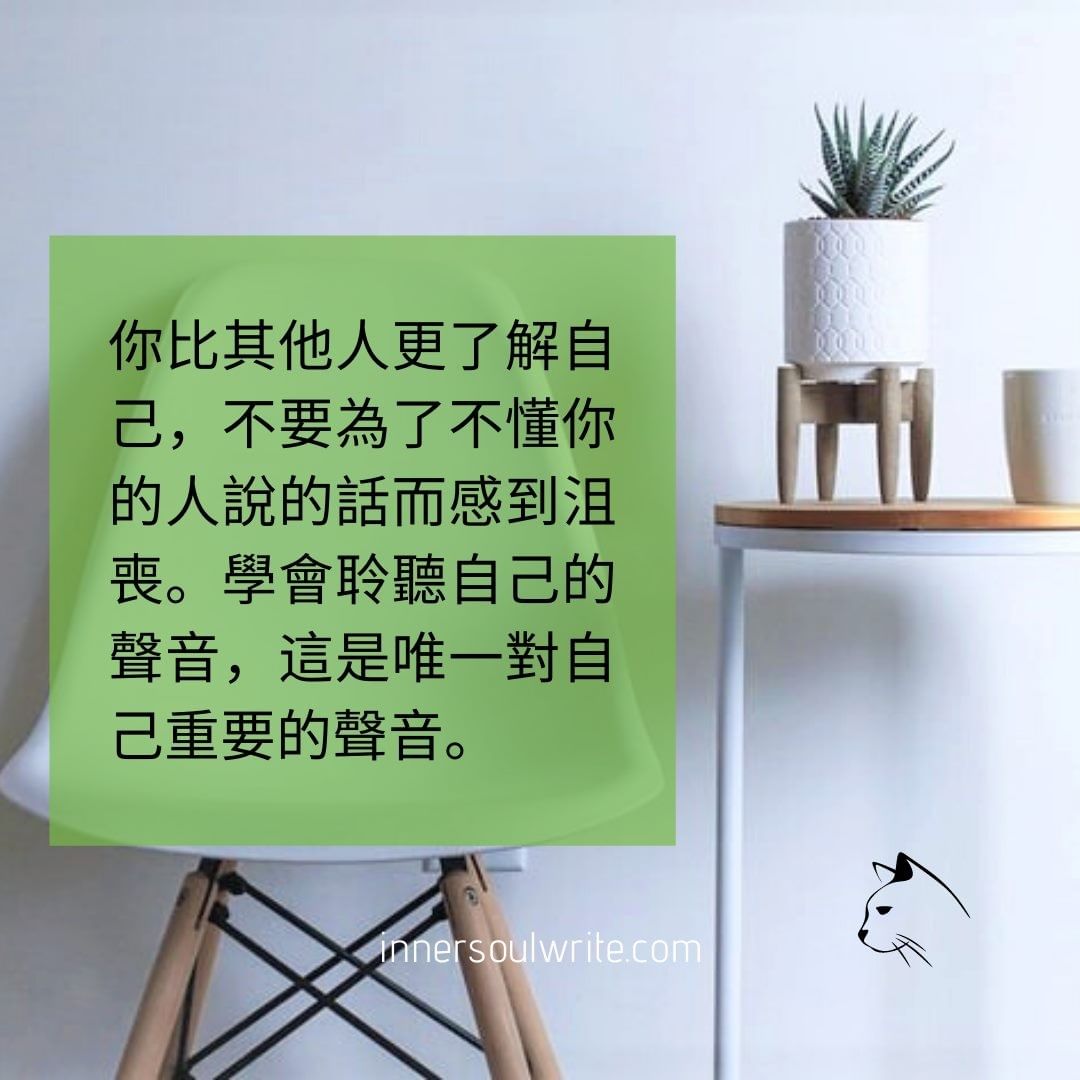 你比其他人更了解自
己，不要為了不懂你
的人說的話而感到沮
喪。學會聆聽自己的
聲音，這是唯一對自
己重要的聲音。
innersoulwrite.com